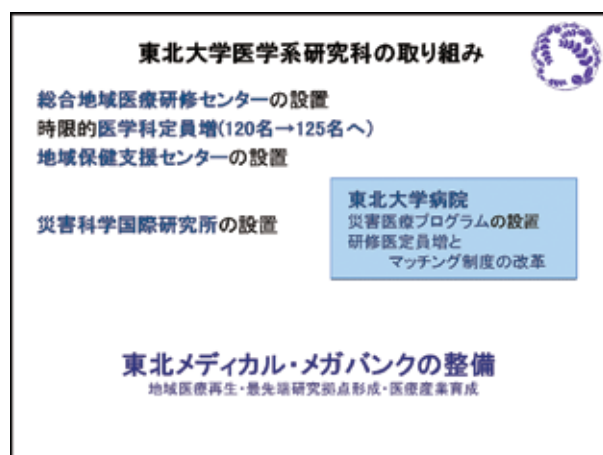 東北大学医学系研究科の取り組み
総合地域医療研修センターの設置
時限的医学科定員増(120名→125名へ)
地域保健支援センターの設置
災害科学国際研究所の設置
東北大学病院
災害医療プログラムの設置
研修医定員増と
マッチング制度の改革
東北メディカル・メガバンクの整備
地域医療再生・最先端研究拠点形成・医療産業育成